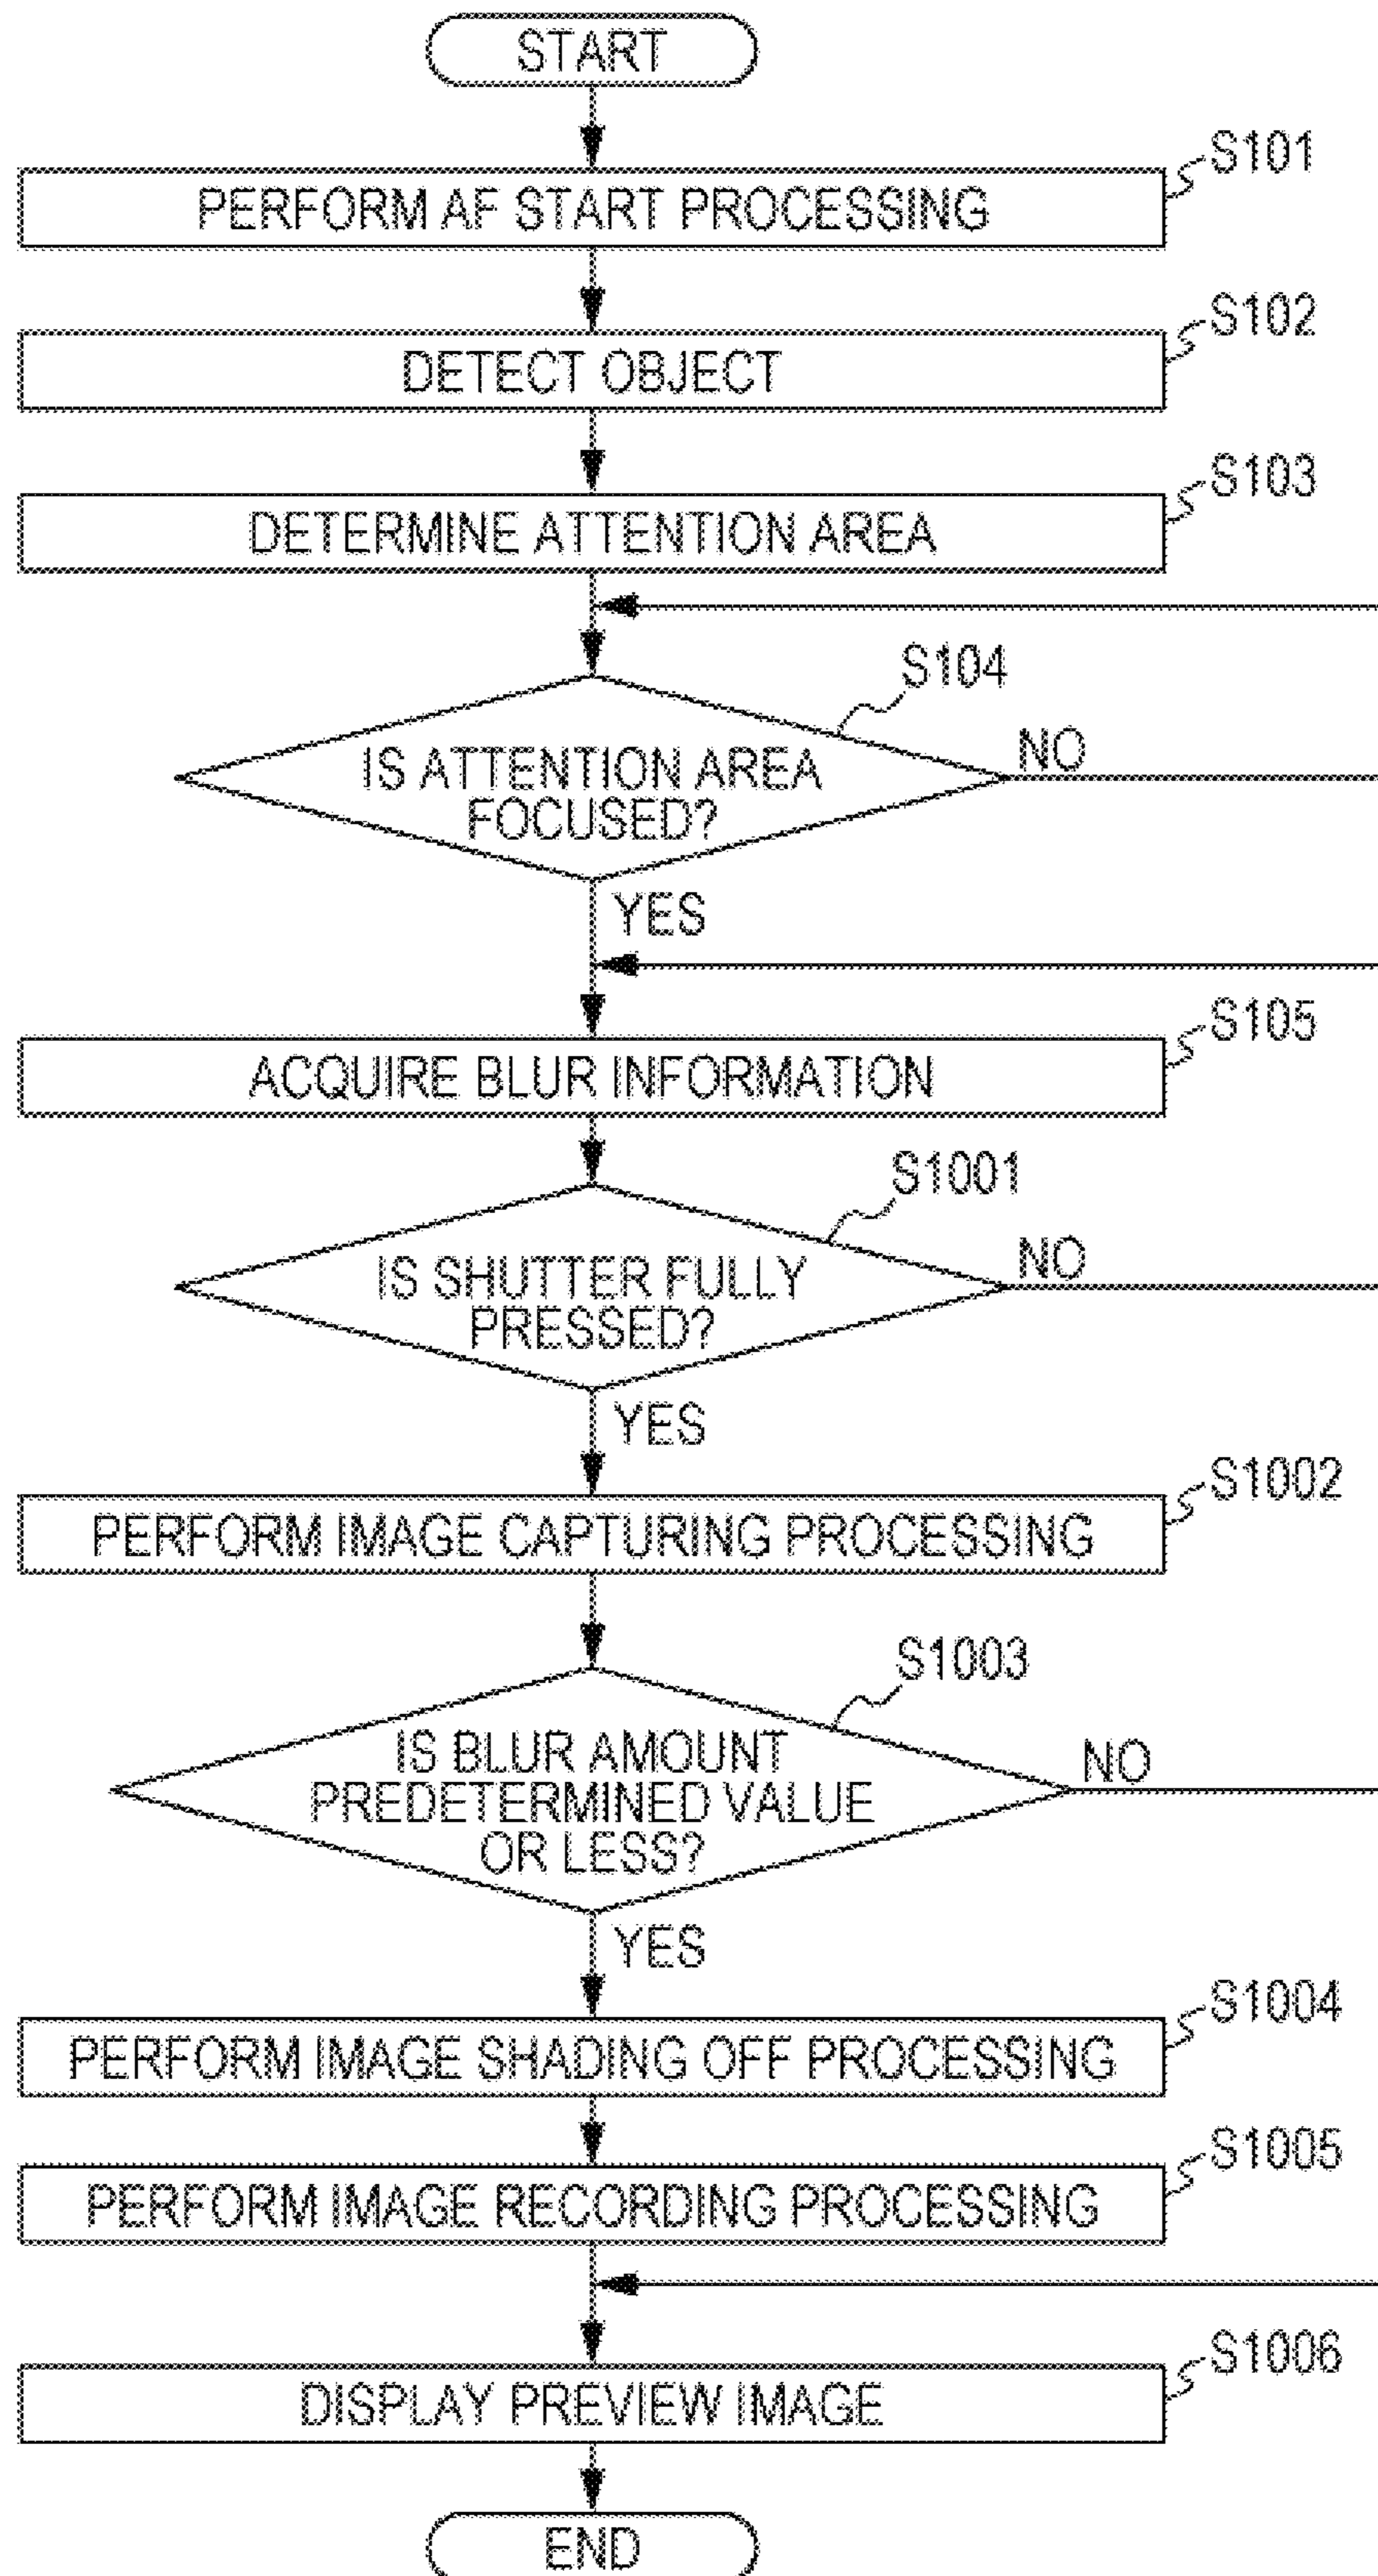 START
S101
PERFORM AF START PROCESSING
S102
DETECT OBJECT
S103
DETERMINE ATTENTION AREA
S104
IS ATTENTION AREA
FOCUSED?
NO
YES
S105
ACQUIRE BLUR INFORMATION
S1001
IS SHUTTER FULLY
PRESSED?
NO
YES
S1002
PERFORM IMAGE CAPTURING PROCESSING
S1003
IS BLUR AMOUNT
PREDETERMINED VALUE
OR LESS?
NO
YES
S1004
PERFORM IMAGE SHADING OFF PROCESSING
S1005
PERFORM IMAGE RECORDING PROCESSING
S1006
DISPLAY PREVIEW IMAGE
END